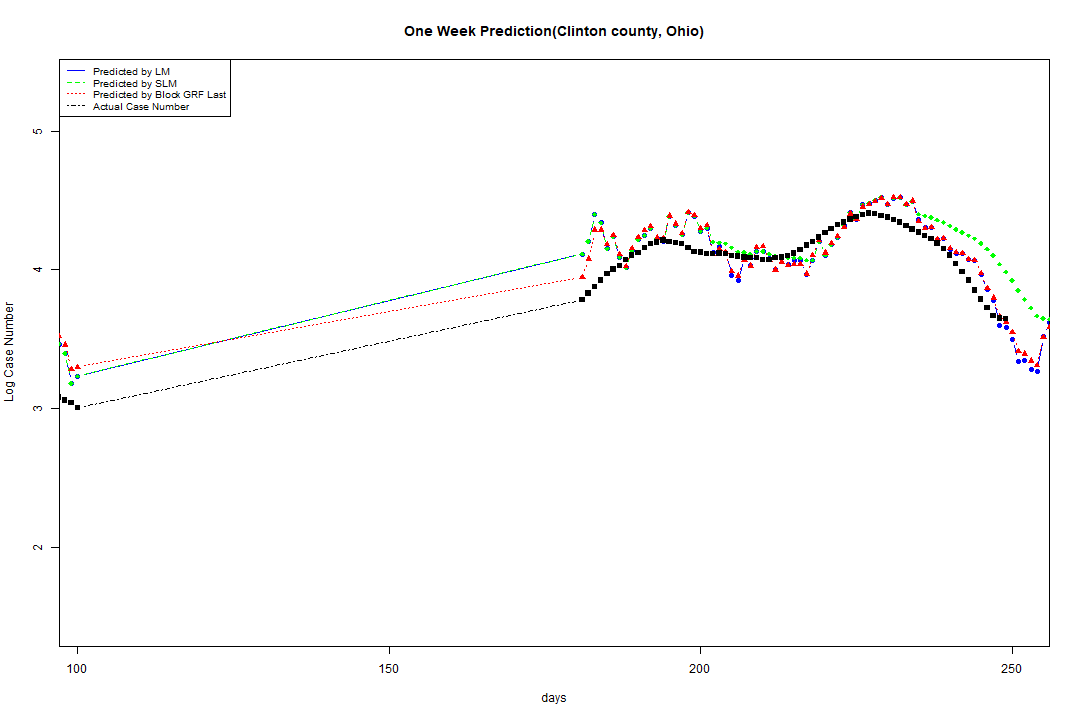 One Week Prediction(Clinton county, Ohio)
Predicted by LM
Predicted by SLM
Predicted by Block GRF Last
Actual Case Number
5
4
3
2
Log Case Number
100 150 200 250
days